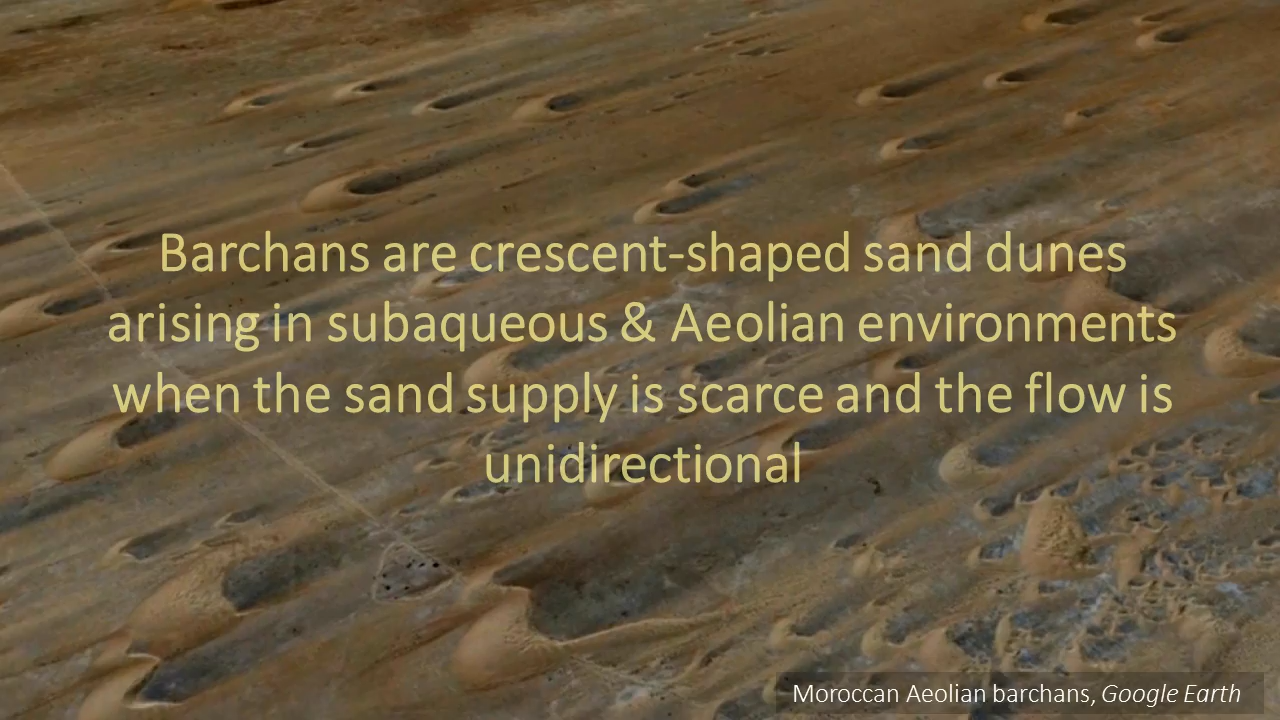 Barchans are crescent-shaped sand dunes
arising in subaqueous & Aeolian environments
when the sand supply is scarce and the flow is
unidirectional
Moroccan Aeolian barchans, Google Earth